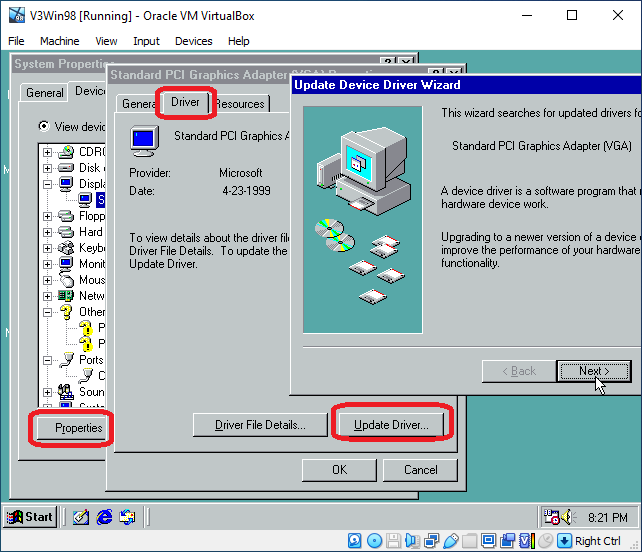 V3Win98 [Running] - Oracle VM VirtualBox
File Machine View Input Devices Help
System Properties
Standard PCI Graphics Adapter (VGA) Properties
Update Device Driver Wizard
General Device
General Driver Resources
This wizard searches for updated drivers fo
View devic
CDRO
Standard PCI Graphics A
Standard PCI Graphics Adapter (VGA)
Disk
Displa
S
Provider: Microsoft
Date: 4-23-1999
A device driver is a software program that
hardware device work.
Flopp
Hard
Keybo
To view details about the driver file
Driver File Details. To update the
Update Driver.
Upgrading to a newer version of a device
improve the performance of your hardware
functionality.
Monit
Mous
Netw
Other
P
P
Ports
C
Soun
< Back Next >
Properties
Driver File Details...
Update Driver...
OK Cancel
Start
8:21 PM
Right Ctrl